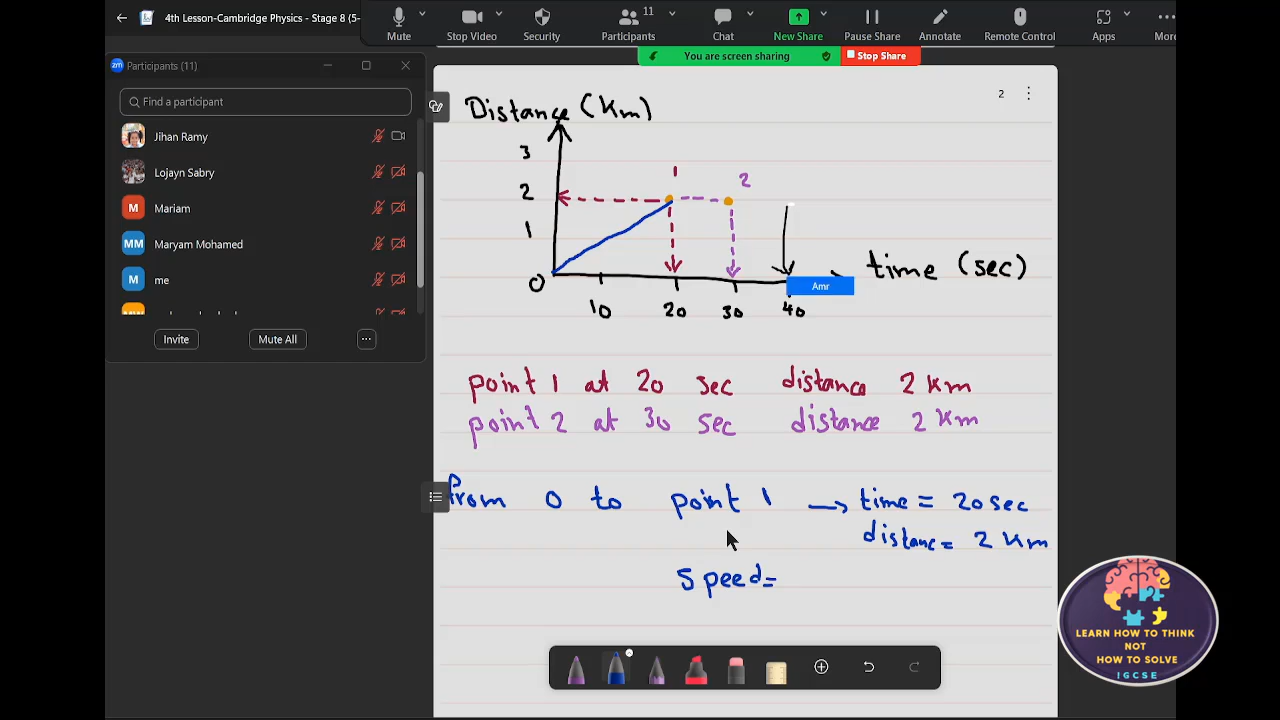 4th Lesson-Cambridge Physics - Stage 8 (5-
Mute
Stop Video
Security
11
Participants
Chat
New Share
Pause Share
Annotate
Remote Control
Apps
More
You are screen sharing
Stop Share
zm Participants (11)
Find a participant
Jihan Ramy
Lojayn Sabry
M Mariam
MM Maryam Mohamed
M me
Invite
Mute All
2
Distance (Km)
3
2
1
0
1
2
10
20
30
40
time (sec)
Amr
point 1 at 20 sec distance 2 Km
point 2 at 30 sec distance 2 Km
from 0 to point 1 → time = 20 sec
distanc = 2 Km
Speed=
LEARN HOW TO THINK
NOT
HOW TO SOLVE
!GCSE